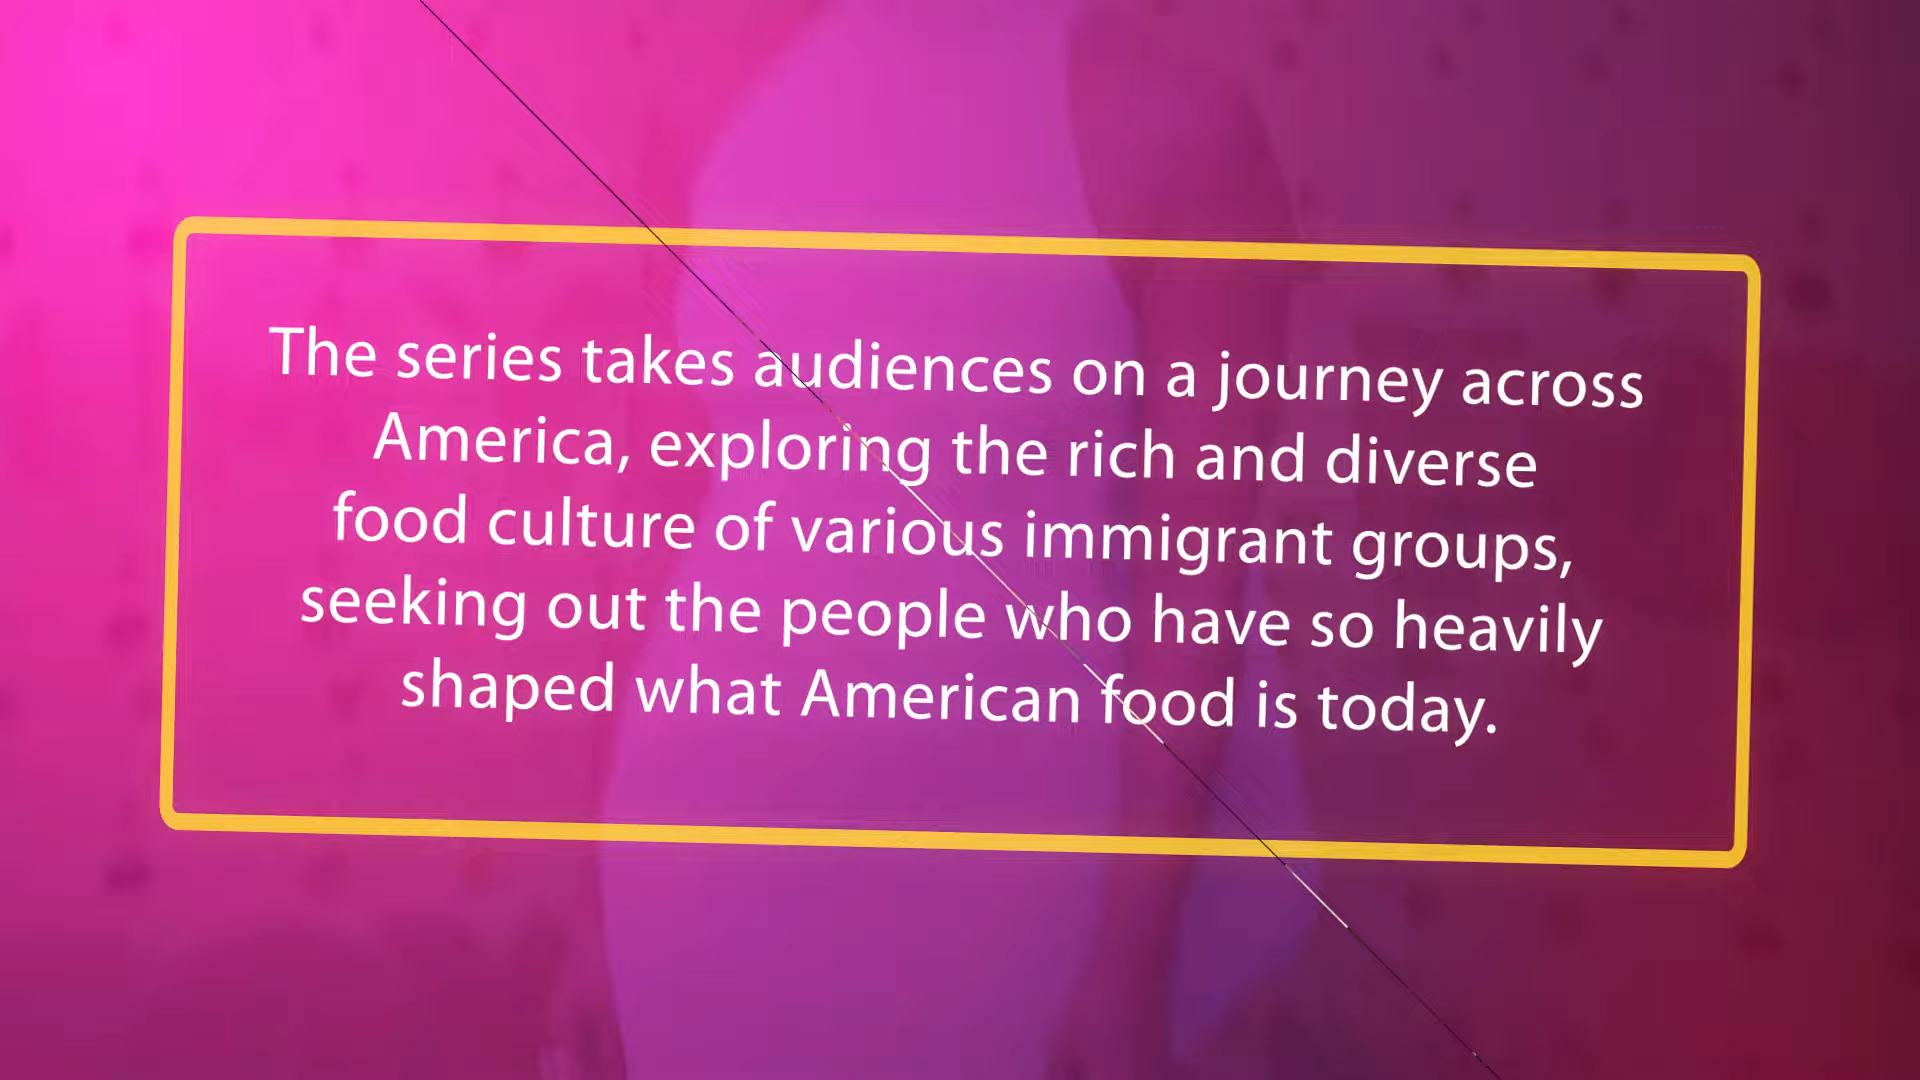 The series takes audiences on a journey across
America, exploring the rich and diverse
food culture of various immigrant groups,
seeking out the people who have so heavily
shaped what American food is today.